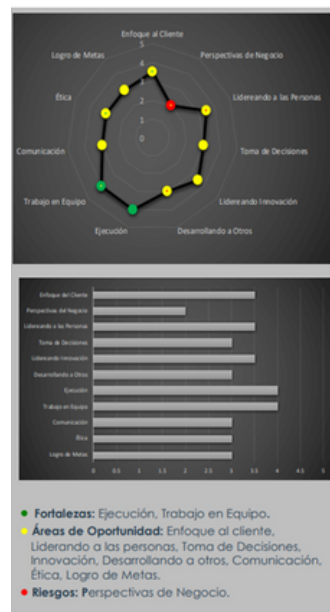 Enfoque al Cliente
Perspectivas de Negocio
Lidereando a las Personas
Toma de Decisiones
Lidereando Innovación
Desarrollando a Otros
Ejecución
Trabajo en Equipo
Comunicación
Ética
Logro de Metas
5
4
3
2
1
0
Enfoque del Cliente
Perspectivas del Negocio
Lidereando a las Personas
Toma de Decisiones
Lidereando Innovación
Desarrollando a Otros
Ejecución
Trabajo en Equipo
Comunicación
Ética
Logro de Metas
0 0.5 1 1.5 2 2.5 3 3.5 4 4.5 5
Fortalezas: Ejecución, Trabajo en Equipo.
Áreas de Oportunidad: Enfoque al cliente,
Liderando a las personas, Toma de Decisiones,
Innovación, Desarrollando a otros, Comunicación,
Ética, Logro de Metas.
Riesgos: Perspectivas de Negocio.